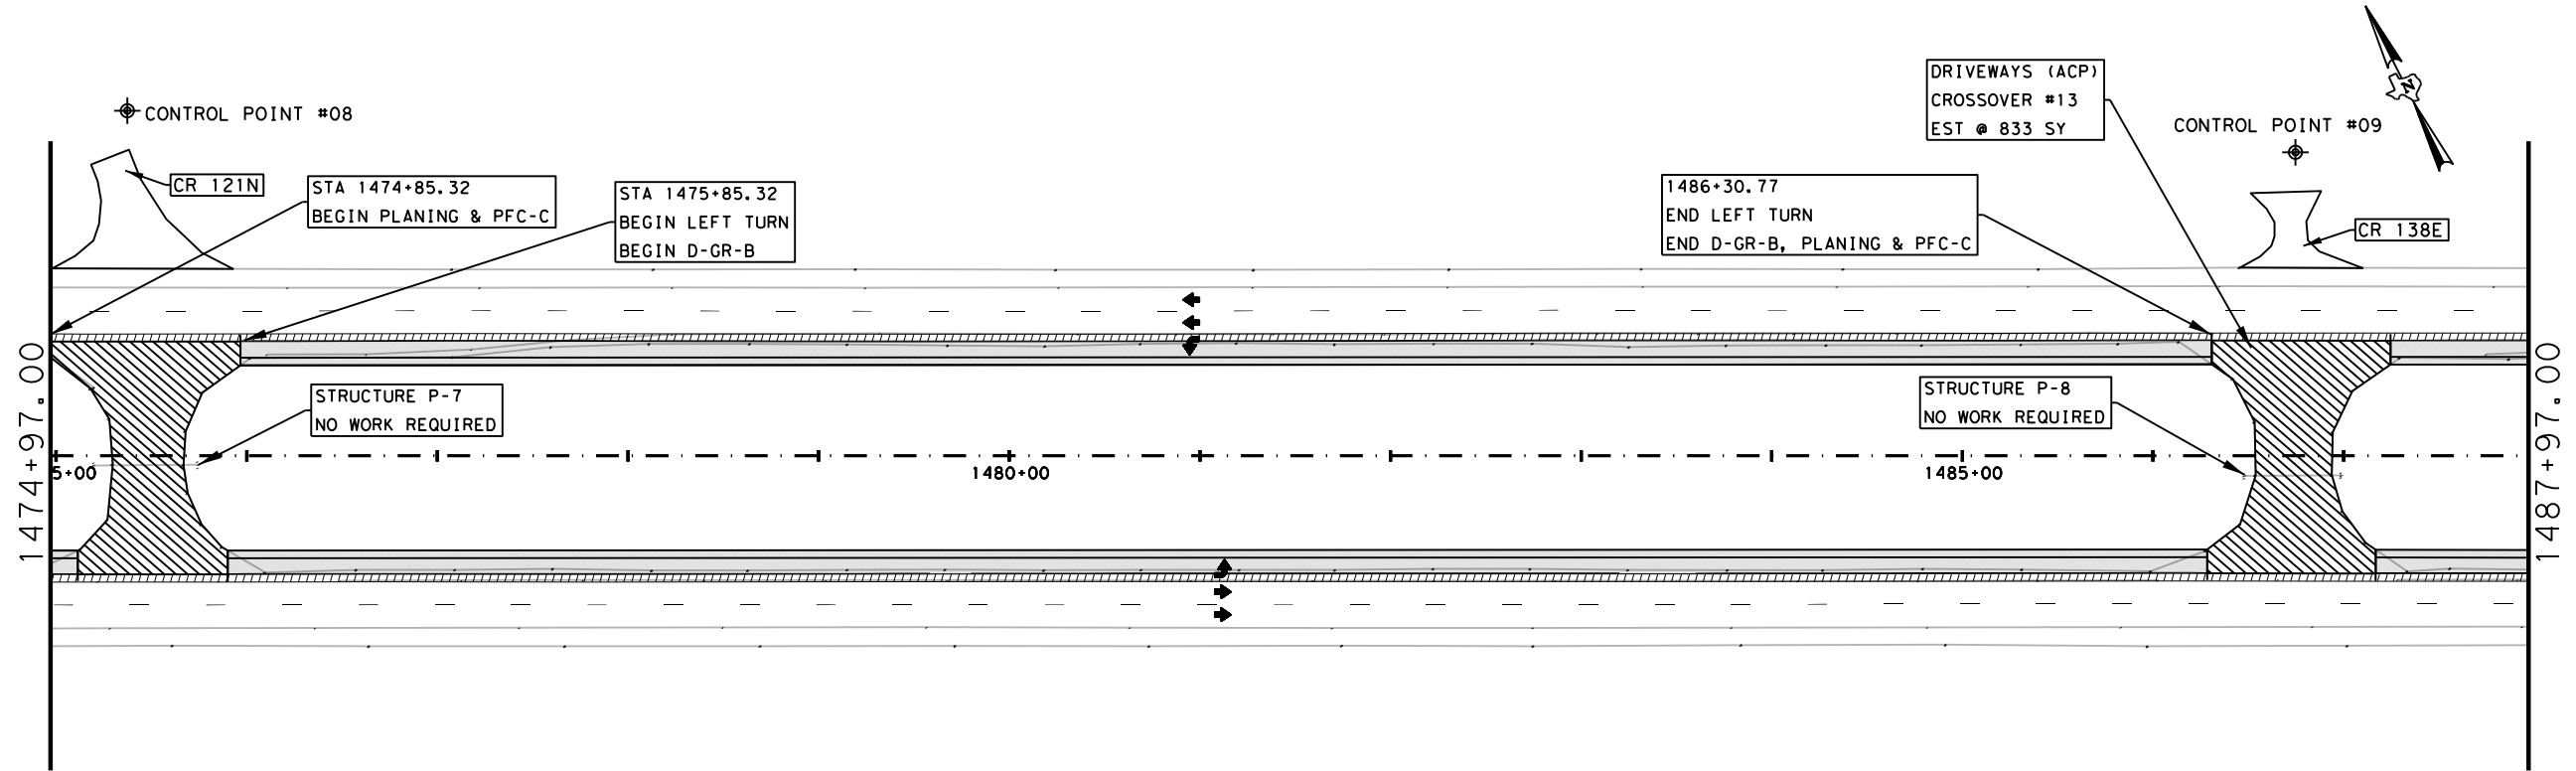 DRIVEWAYS (ACP)
CROSSOVER #13
EST @ 833 SY
N
CONTROL POINT #08
CONTROL POINT #09
CR 121N
STA 1474+85.32
BEGIN PLANING & PFC-C
STA 1475+85.32
BEGIN LEFT TURN
BEGIN D-GR-B
1486+30.77
END LEFT TURN
END D-GR-B, PLANING & PFC-C
CR 138E
1474+97.00
STRUCTURE P-7
NO WORK REQUIRED
STRUCTURE P-8
NO WORK REQUIRED
1487+97.00
5+00
1480+00
1485+00